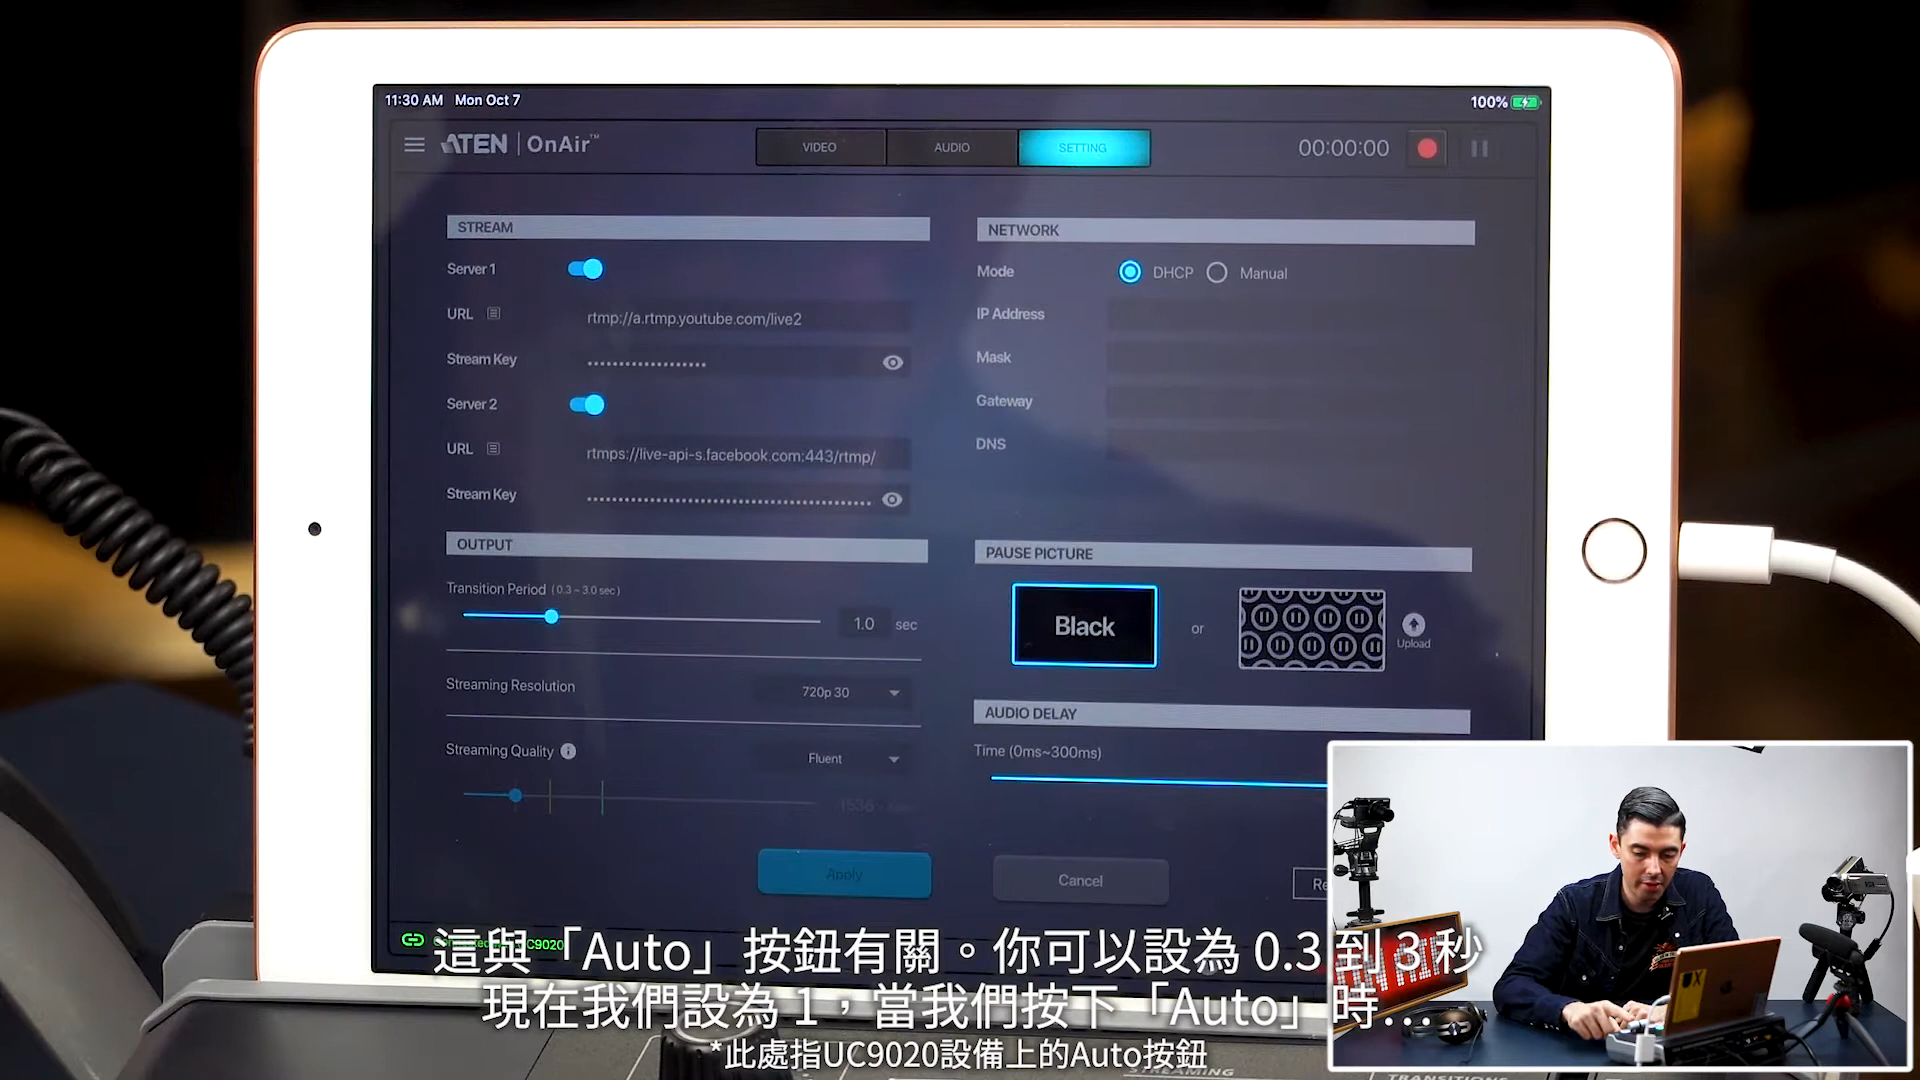 11:30 AM Mon Oct 7
100%
ATEN OnAir™
VIDEO
AUDIO
SETTING
00:00:00
STREAM
Server 1
URL
rtmp://a.rtmp.youtube.com/live2
Stream Key
Server 2
URL
rtmps://live-api-s.facebook.com:443/rtmp/
Stream Key
NETWORK
Mode
DHCP
Manual
IP Address
Mask
Gateway
DNS
OUTPUT
Transition Period (0.3 ~ 3.0 sec)
1.0 sec
Streaming Resolution
720p 30
Streaming Quality
Fluent
1536
PAUSE PICTURE
Black
or
Upload
AUDIO DELAY
Time (0ms~300ms)
Apply
Cancel
UC9020
這與「Auto」按鈕有關。你可以設為 0.3 到 3 秒
現在我們設為 1，當我們按下「Auto」時...
*此處指UC9020設備上的Auto按鈕
STREAMING
TRANSITIONS